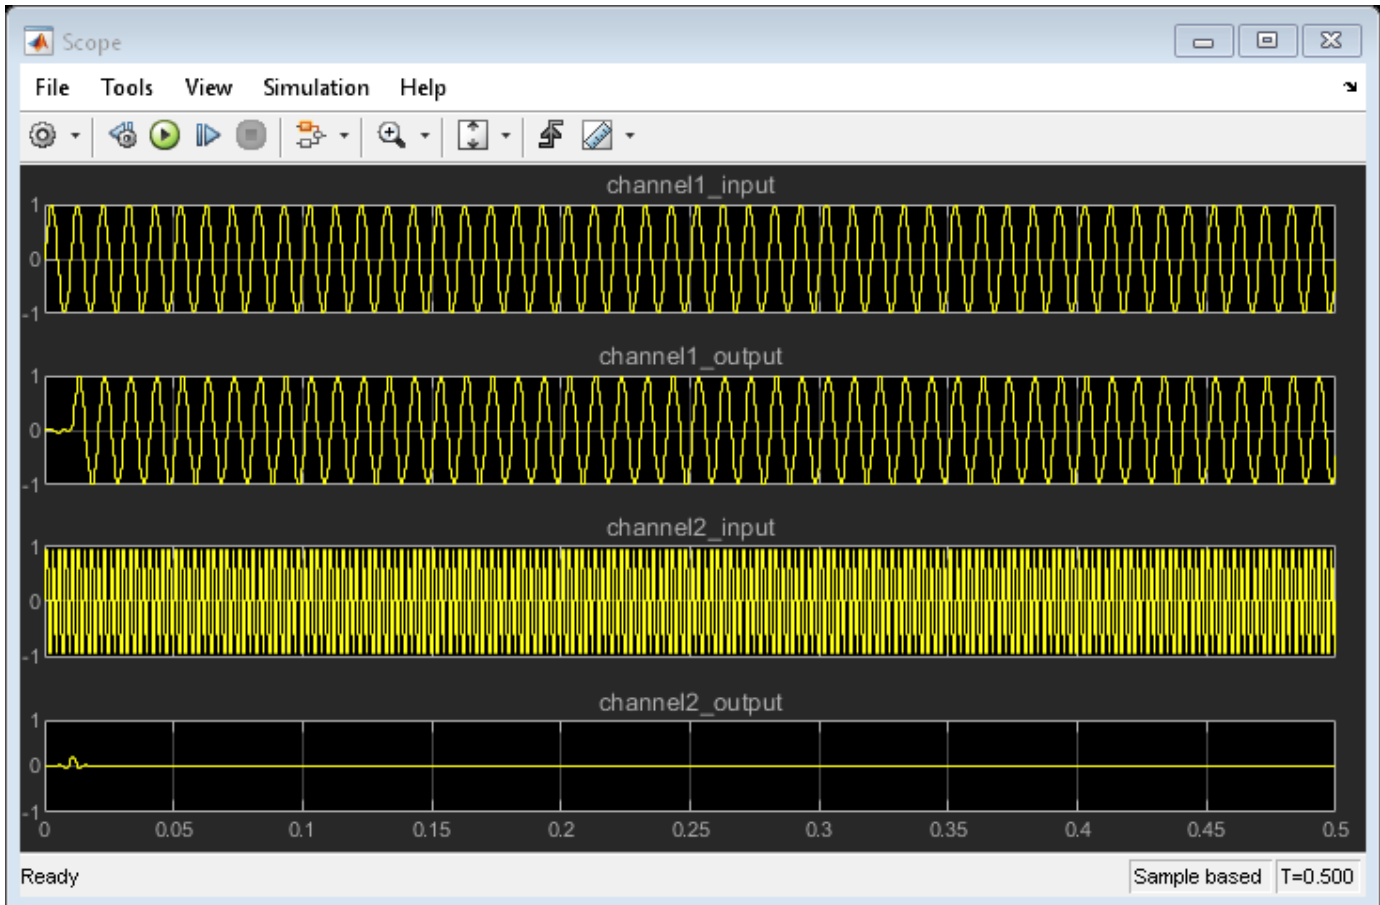 Scope
File Tools View Simulation Help
channel1_input
1
0
-1
channel1_output
1
0
-1
channel2_input
1
0
-1
channel2_output
1
0
-1
0 0.05 0.1 0.15 0.2 0.25 0.3 0.35 0.4 0.45 0.5
Ready Sample based T=0.500